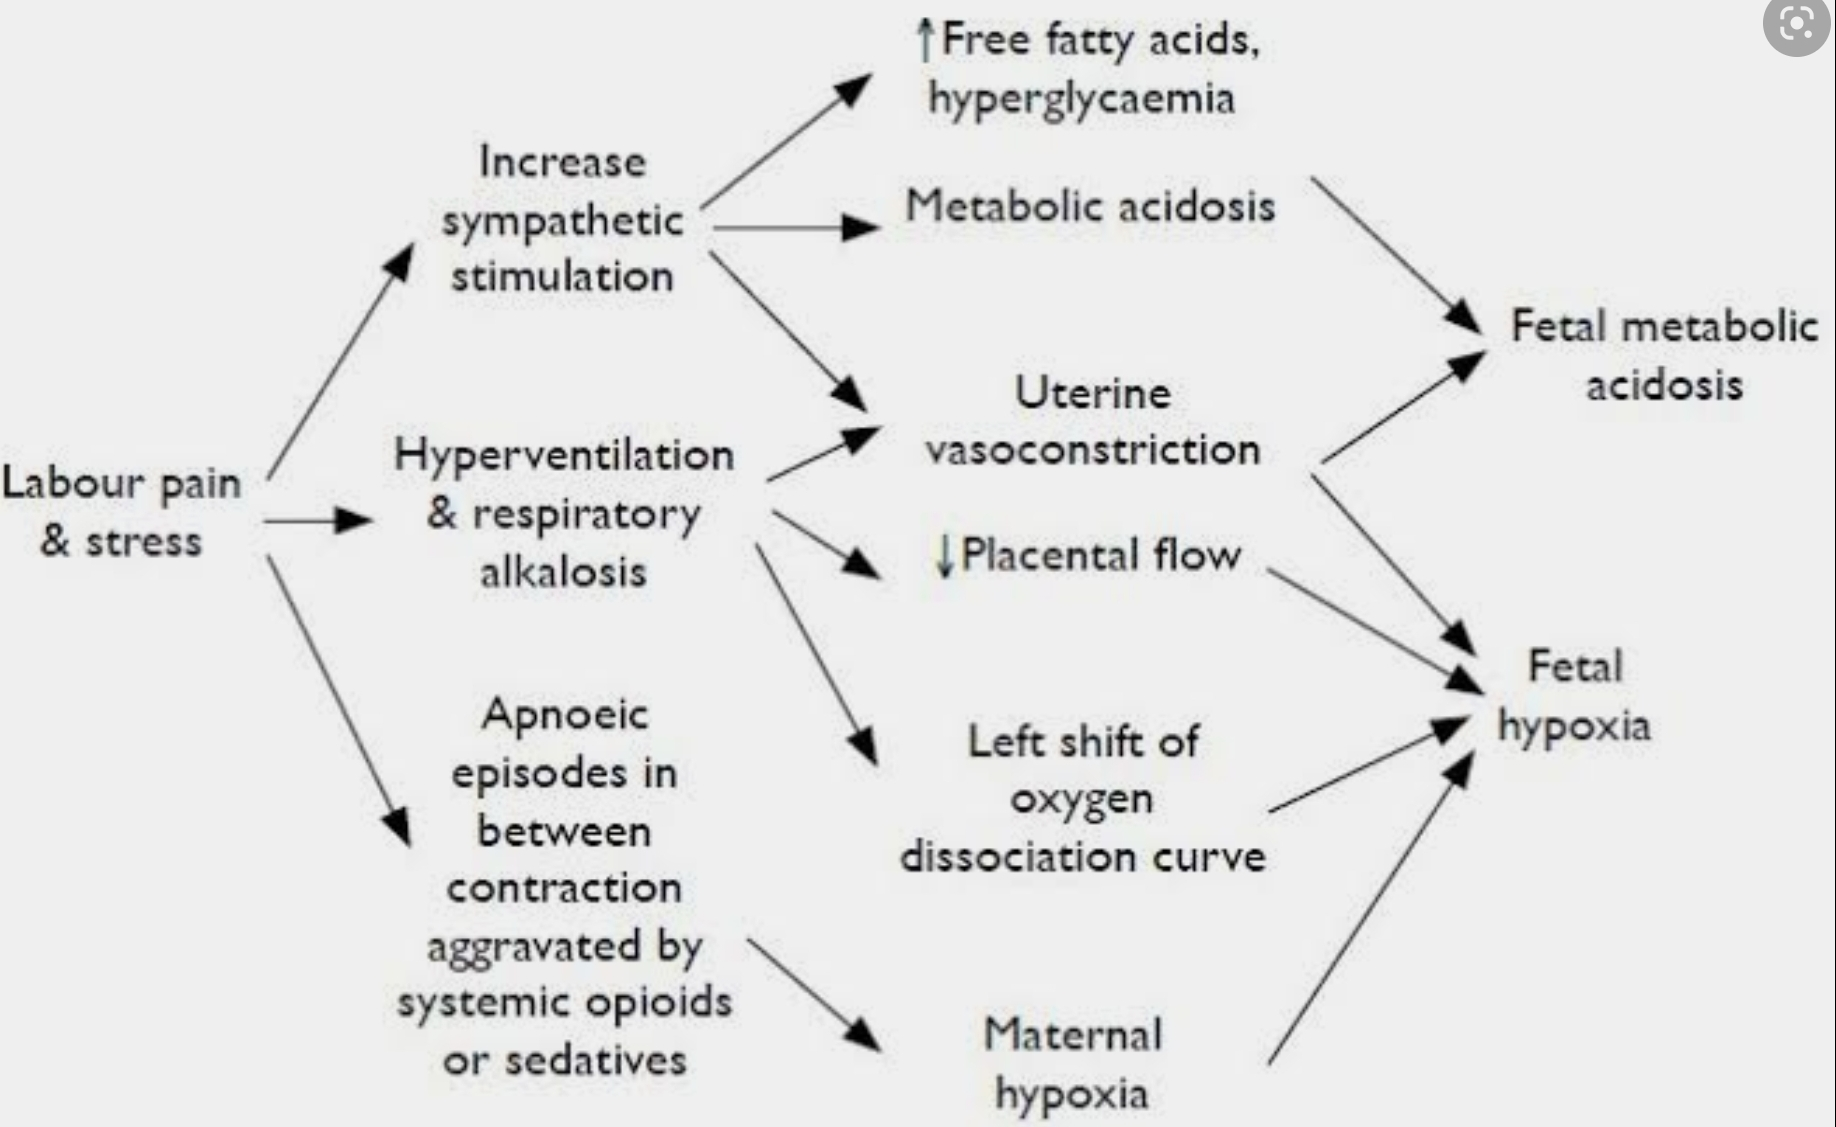 Labour pain
& stress
Increase
sympathetic
stimulation
Hyperventilation
& respiratory
alkalosis
Apnoeic
episodes in
between
contraction
aggravated by
systemic opioids
or sedatives
↑Free fatty acids,
hyperglycaemia
Metabolic acidosis
Uterine
vasoconstriction
↓Placental flow
Left shift of
oxygen
dissociation curve
Maternal
hypoxia
Fetal metabolic
acidosis
Fetal
hypoxia